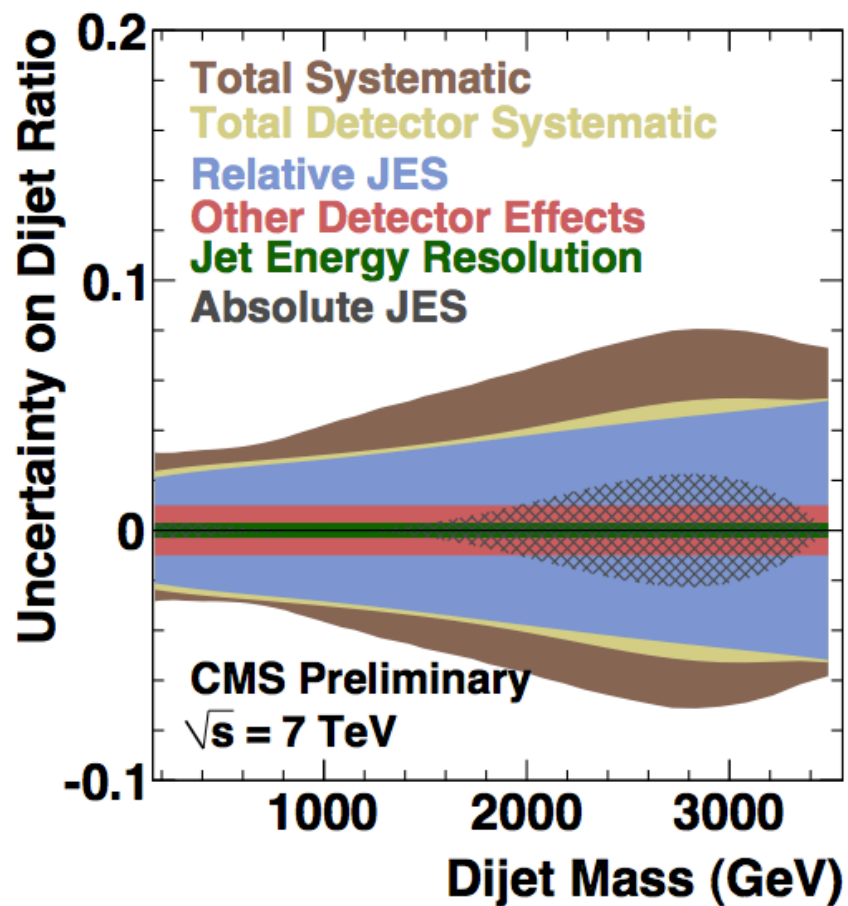 Uncertainty on Dijet Ratio
0.2
0.1
0
-0.1
Total Systematic
Total Detector Systematic
Relative JES
Other Detector Effects
Jet Energy Resolution
Absolute JES
CMS Preliminary
√s = 7 TeV
1000 2000 3000
Dijet Mass (GeV)